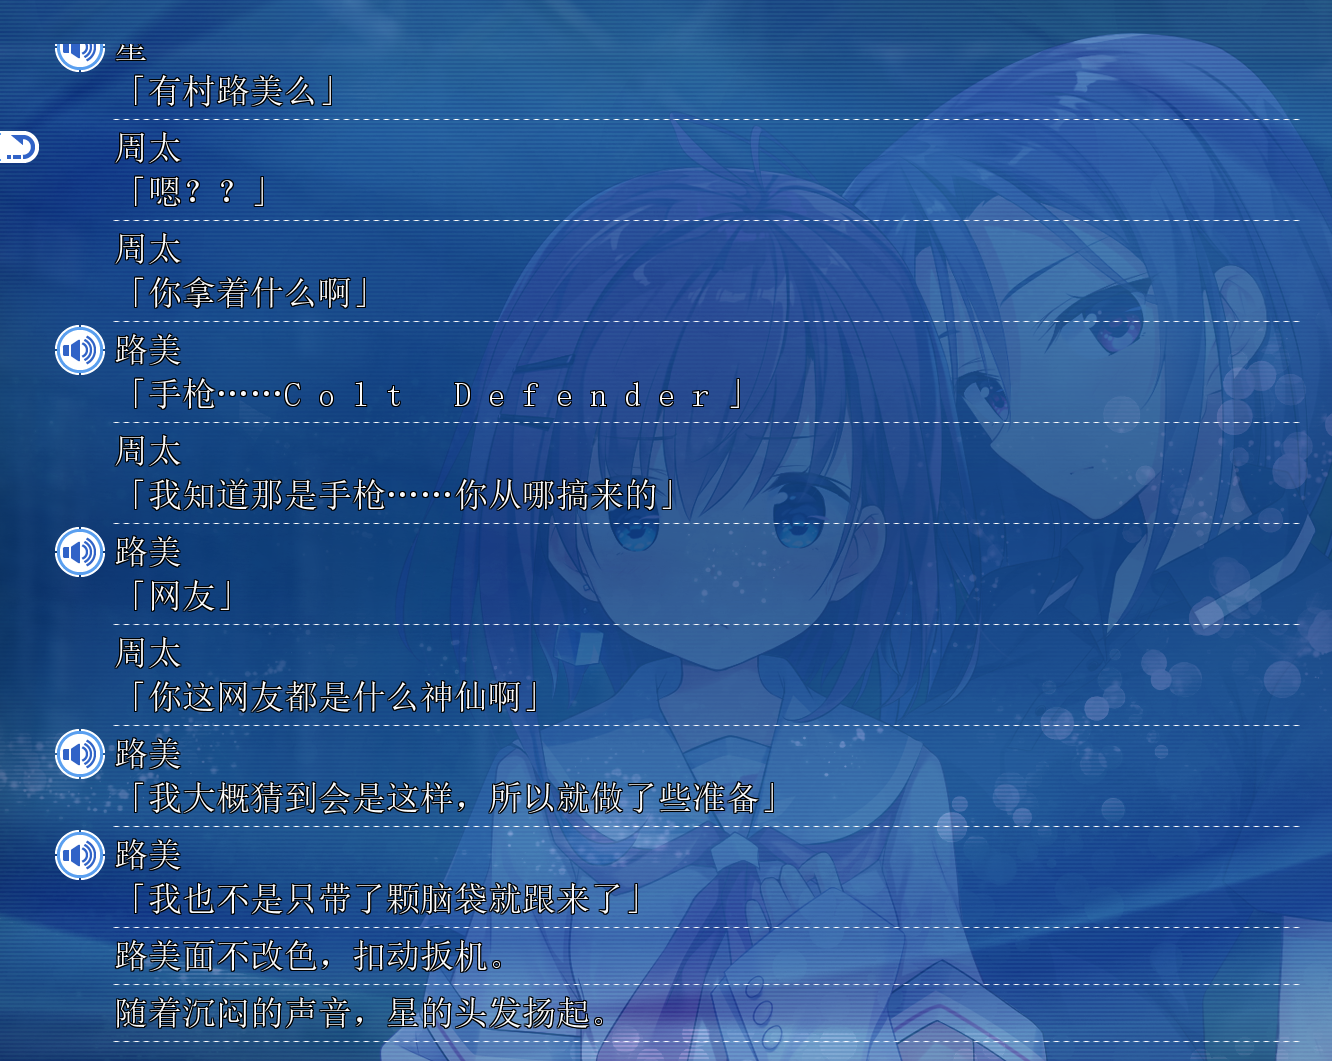 星
「有村路美么」
周太
「嗯？？」
周太
「你拿着什么啊」
路美
「手枪……Ｃｏｌｔ　Ｄｅｆｅｎｄｅｒ」
周太
「我知道那是手枪……你从哪搞来的」
路美
「网友」
周太
「你这网友都是什么神仙啊」
路美
「我大概猜到会是这样，所以就做了些准备」
路美
「我也不是只带了颗脑袋就跟来了」
路美面不改色，扣动扳机。
随着沉闷的声音，星的头发扬起。